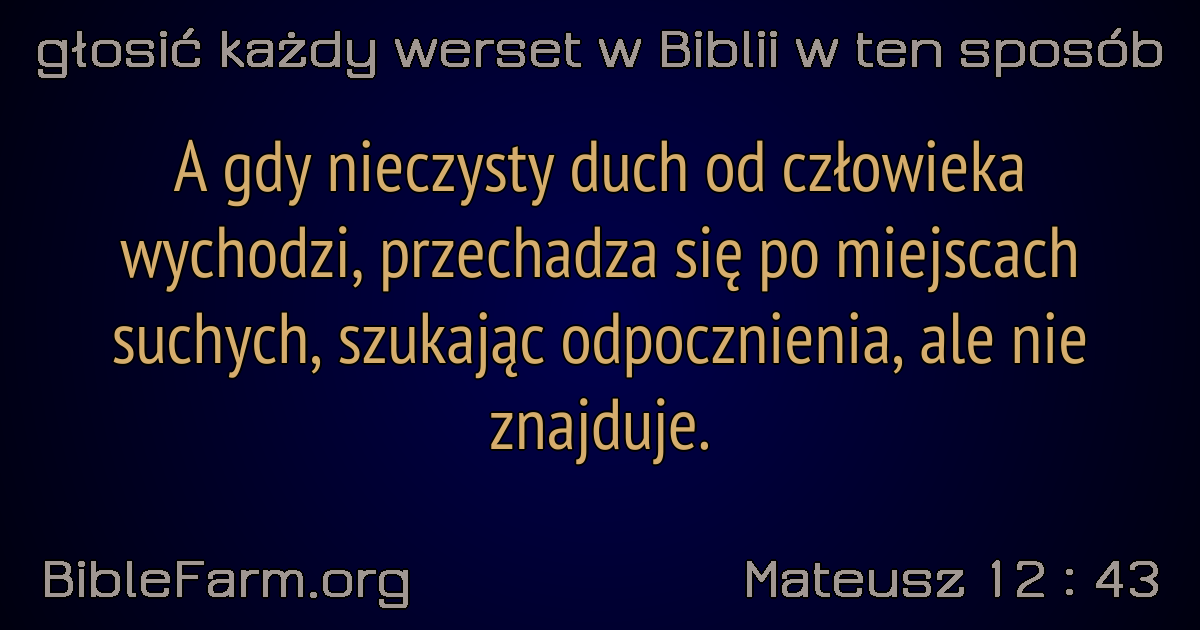 głosić każdy werset w Biblii w ten sposób
A gdy nieczysty duch od człowieka
wychodzi, przechadza się po miejscach
suchych, szukając odpocznienia, ale nie
znajduje.
BibleFarm.org
Mateusz 12 : 43